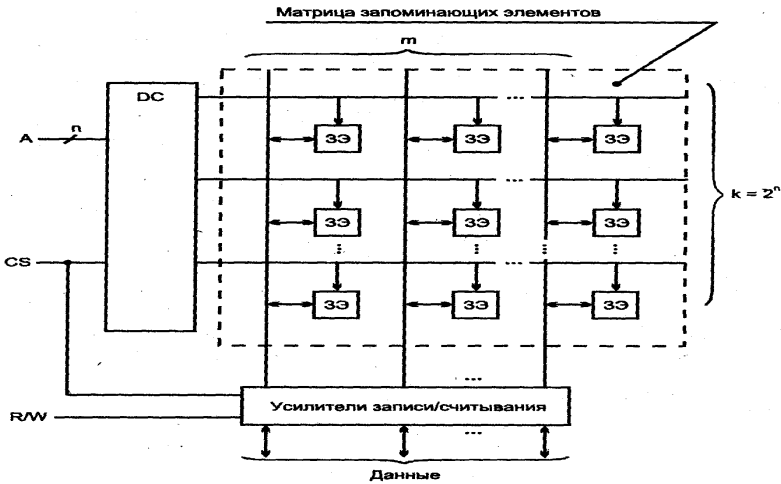 Матрица запоминающих элементов
m
DC
n
A
ЗЭ ЗЭ ... ЗЭ
...
k = 2ⁿ
ЗЭ ЗЭ ЗЭ
CS
...
ЗЭ ЗЭ ЗЭ
...
Усилители записи/считывания
R/W
...
Данные